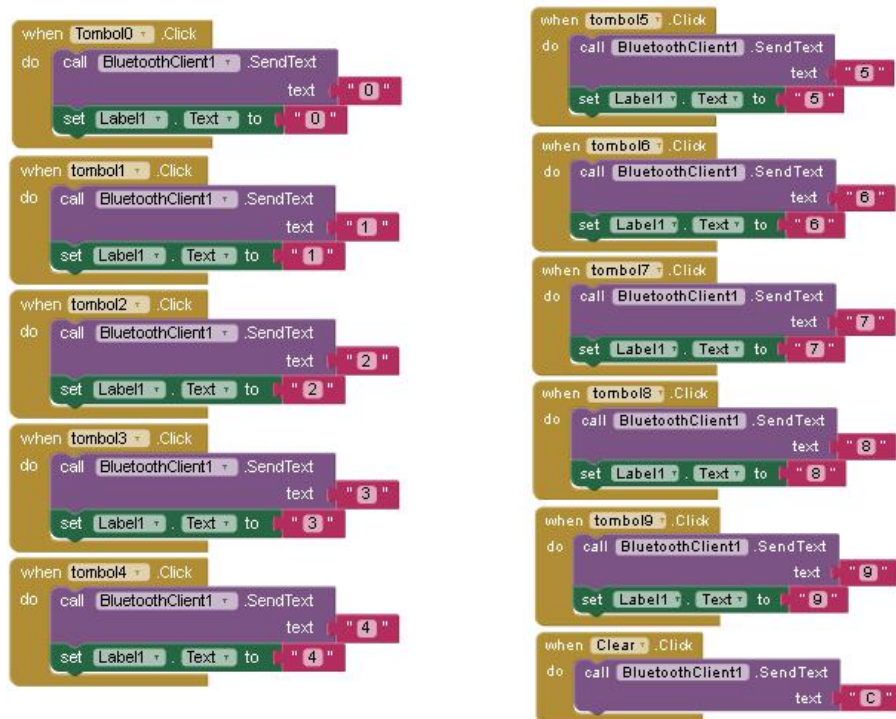 when Tombol0 .Click
do call BluetoothClient1 .SendText
text "0"
set Label1 . Text to "0"
when tombol1 .Click
do call BluetoothClient1 .SendText
text "1"
set Label1 . Text to "1"
when tombol2 .Click
do call BluetoothClient1 .SendText
text "2"
set Label1 . Text to "2"
when tombol3 .Click
do call BluetoothClient1 .SendText
text "3"
set Label1 . Text to "3"
when tombol4 .Click
do call BluetoothClient1 .SendText
text "4"
set Label1 . Text to "4"
when tombol5 .Click
do call BluetoothClient1 .SendText
text "5"
set Label1 . Text to "5"
when tombol6 .Click
do call BluetoothClient1 .SendText
text "6"
set Label1 . Text to "6"
when tombol7 .Click
do call BluetoothClient1 .SendText
text "7"
set Label1 . Text to "7"
when tombol8 .Click
do call BluetoothClient1 .SendText
text "8"
set Label1 . Text to "8"
when tombol9 .Click
do call BluetoothClient1 .SendText
text "9"
set Label1 . Text to "9"
when Clear .Click
do call BluetoothClient1 .SendText
text "C"